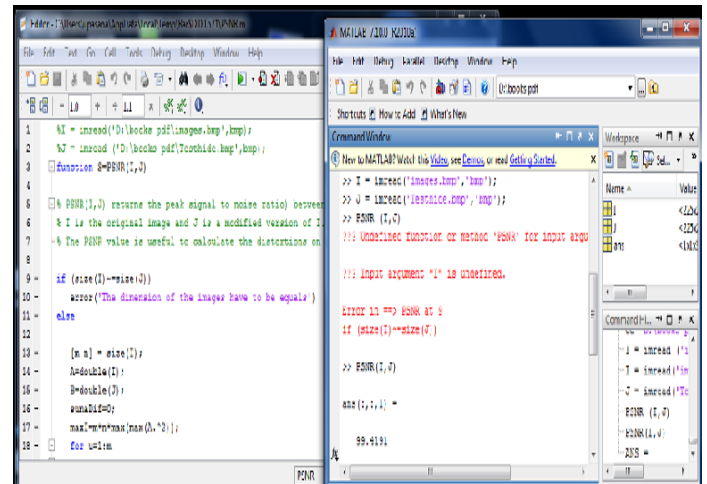 MATLAB 7.10.0 (R2010a)
File Edit Text Go Cell Tools Debug Desktop Window Help
1.0
1.1
1 %I = imread('D:\books pdf\images.bmp',bmp);
2 %J = imread ('D:\books pdf\Testhide.bmp',bmp);
3 function S=PSNR(I,J)
4
5 % PSNR(I,J) returns the peak signal to noise ratio) between
6 % I is the original image and J is a modified version of I.
7 % The PSNR value is useful to calculate the distortions on
8
9 if (size(I)~=size(J))
10 error('The dimension of the images have to be equals')
11 else
12
13 [m n] = size(I);
14 A=double(I);
15 B=double(J);
16 sumaDif=0;
17 maxI=m*n*max(max(A.^2));
18 for u=1:m
PSNR
File Edit Debug Parallel Desktop Window Help
D:\books pdf
Shortcuts How to Add What's New
Command Window
New to MATLAB? Watch this Video, see Demos, or read Getting Started.
>> I = imread('images.bmp','bmp');
>> J = imread('Testhide.bmp','bmp');
>> PSNR (I,J)
??? Undefined function or method 'PSNR' for input argu
??? Input argument "I" is undefined.
Error in ==> PSNR at 9
if (size(I)~=size(J))
>> PSNR(I,J)
ans(:,:,1) =
99.4191
fx
Workspace
Name Value
I
J
ans
Command Hi...
I = imread ('i
I = imread('im
J = imread('Te
PSNR (I,J)
PSNR(I,J)
ANS =